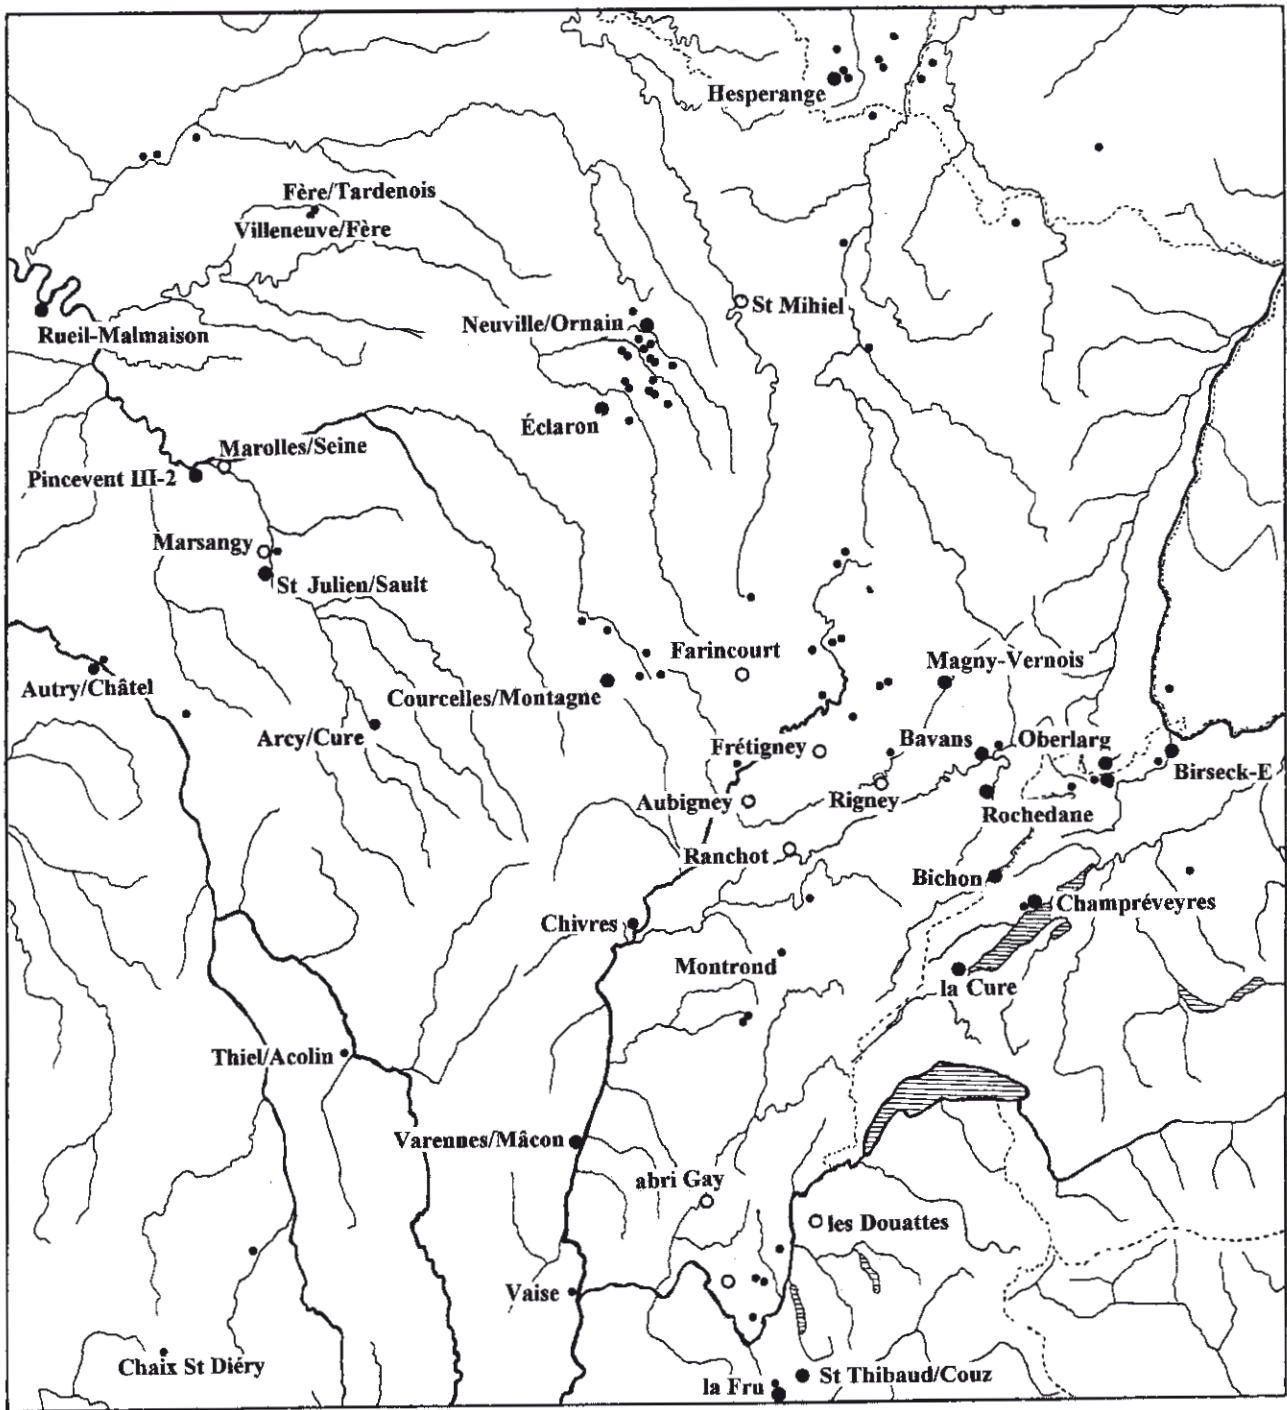 Hesperange
Fère/Tardenois
Villeneuve/Fère
St Mihiel
Rueil-Malmaison
Neuville/Ornain
Éclaron
Marolles/Seine
Pincevent III-2
Marsangy
St Julien/Sault
Farincourt
Magny-Vernois
Autry/Châtel
Courcelles/Montagne
Arcy/Cure
Frétigney
Bavans
Oberlarg
Birseck-E
Aubigney
Rigney
Rochedane
Ranchot
Bichon
Champréveyres
Chivres
Montrond
la Cure
Thiel/Acolin
Varennes/Mâcon
abri Gay
les Douattes
Vaise
Chaix St Diéry
la Fru
St Thibaud/Couz